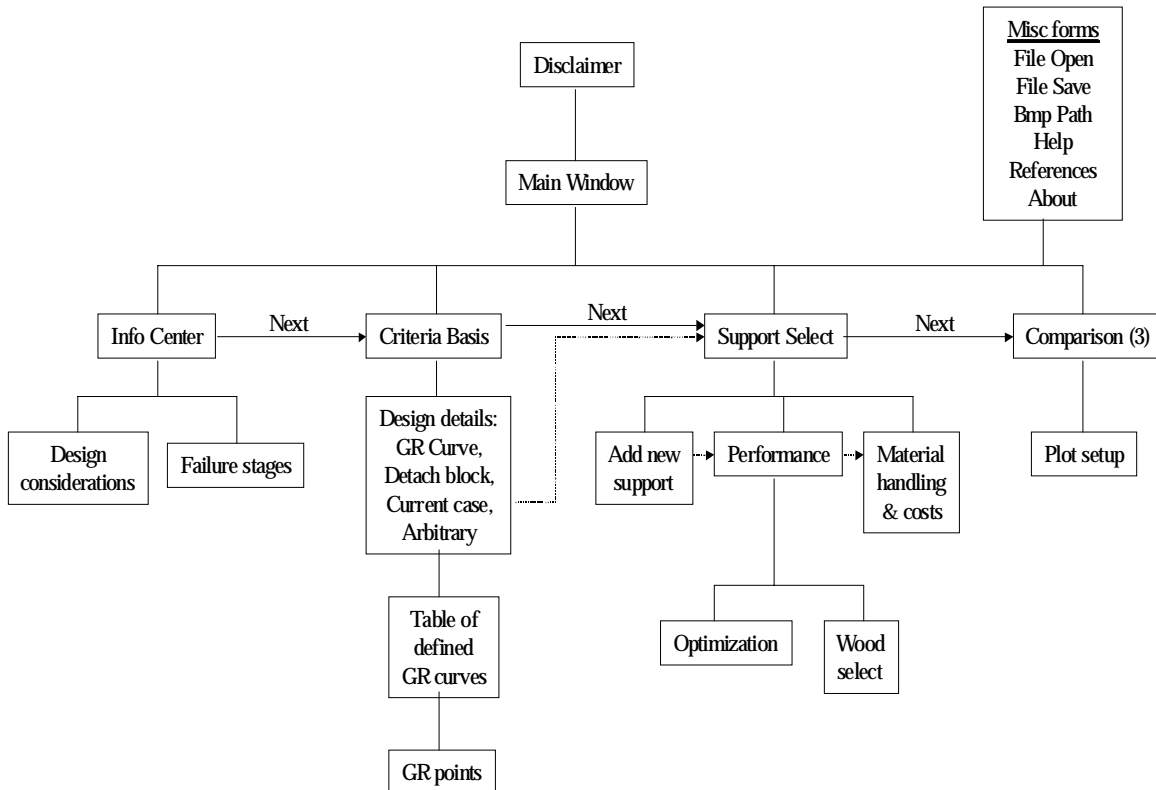 Misc forms
File Open
File Save
Bmp Path
Help
References
About
Disclaimer
Main Window
Info Center
Next
Criteria Basis
Next
Support Select
Next
Comparison (3)
Design
considerations
Failure stages
Design details:
GR Curve,
Detach block,
Current case,
Arbitrary
Add new
support
Performance
Material
handling
& costs
Plot setup
Table of
defined
GR curves
Optimization
Wood
select
GR points